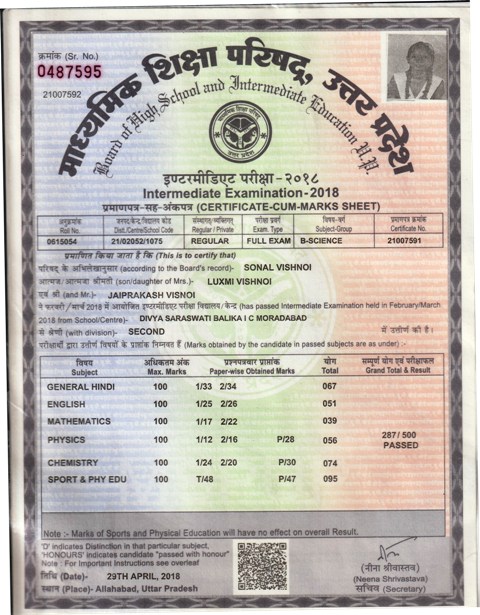 क्रमांक (Sr. No.)
0487595
21007592
माध्यमिक शिक्षा परिषद, उत्तर प्रदेश
Board of High School and Intermediate Education U.P.
इण्टरमीडिएट परीक्षा-२०१८
Intermediate Examination-2018
प्रमाणपत्र-सह-अंकपत्र (CERTIFICATE-CUM-MARKS SHEET)
अनुक्रमांक जनपद/केन्द्र/विद्यालय कोड संस्थागत/व्यक्तिगत परीक्षा प्रवर्ग विषय-वर्ग प्रमाणपत्र क्रमांक
Roll No. Dist./Centre/School Code Regular / Private Exam. Type Subject-Group Certificate No.
0615054 21/02052/1075 REGULAR FULL EXAM B-SCIENCE 21007591
प्रमाणित किया जाता है कि (This is to certify that)
परिषद के अभिलेखानुसार (according to the Board's record)- SONAL VISHNOI
आत्मज/आत्मजा श्रीमती (son/daughter of Mrs.)- LUXMI VISHNOI
एवं श्री (and Mr.)- JAIPRAKASH VISNOI
ने फरवरी/मार्च 2018 में आयोजित इण्टरमीडिएट परीक्षा विद्यालय/केन्द्र (has passed Intermediate Examination held in February/March
2018 from School/Centre)- DIVYA SARASWATI BALIKA I C MORADABAD
से श्रेणी (with division)- SECOND में उत्तीर्ण की है।
परीक्षार्थी द्वारा उत्तीर्ण विषयों के प्राप्तांक निम्नवत हैं (Marks obtained by the candidate in passed subjects are as under) :-
विषय अधिकतम अंक प्रश्नपत्रवार प्राप्तांक योग सम्पूर्ण योग एवं परीक्षाफल
Subject Max. Marks Paper-wise Obtained Marks Total Grand Total & Result
GENERAL HINDI 100 1/33 2/34 067
ENGLISH 100 1/25 2/26 051
MATHEMATICS 100 1/17 2/22 039
PHYSICS 100 1/12 2/16 P/28 056 287/500
PASSED
CHEMISTRY 100 1/24 2/20 P/30 074
SPORT & PHY EDU 100 T/48 P/47 095
Note :- Marks of Sports and Physical Education will have no effect on overall Result.
'D' indicates Distinction in that particular subject.
'HONOURS' indicates candidate "passed with honour"
Note : For Important Instructions see overleaf
तिथि (Date)- 29TH APRIL, 2018
स्थान (Place)- Allahabad, Uttar Pradesh
(नीना श्रीवास्तव)
(Neena Shrivastava)
सचिव (Secretary)